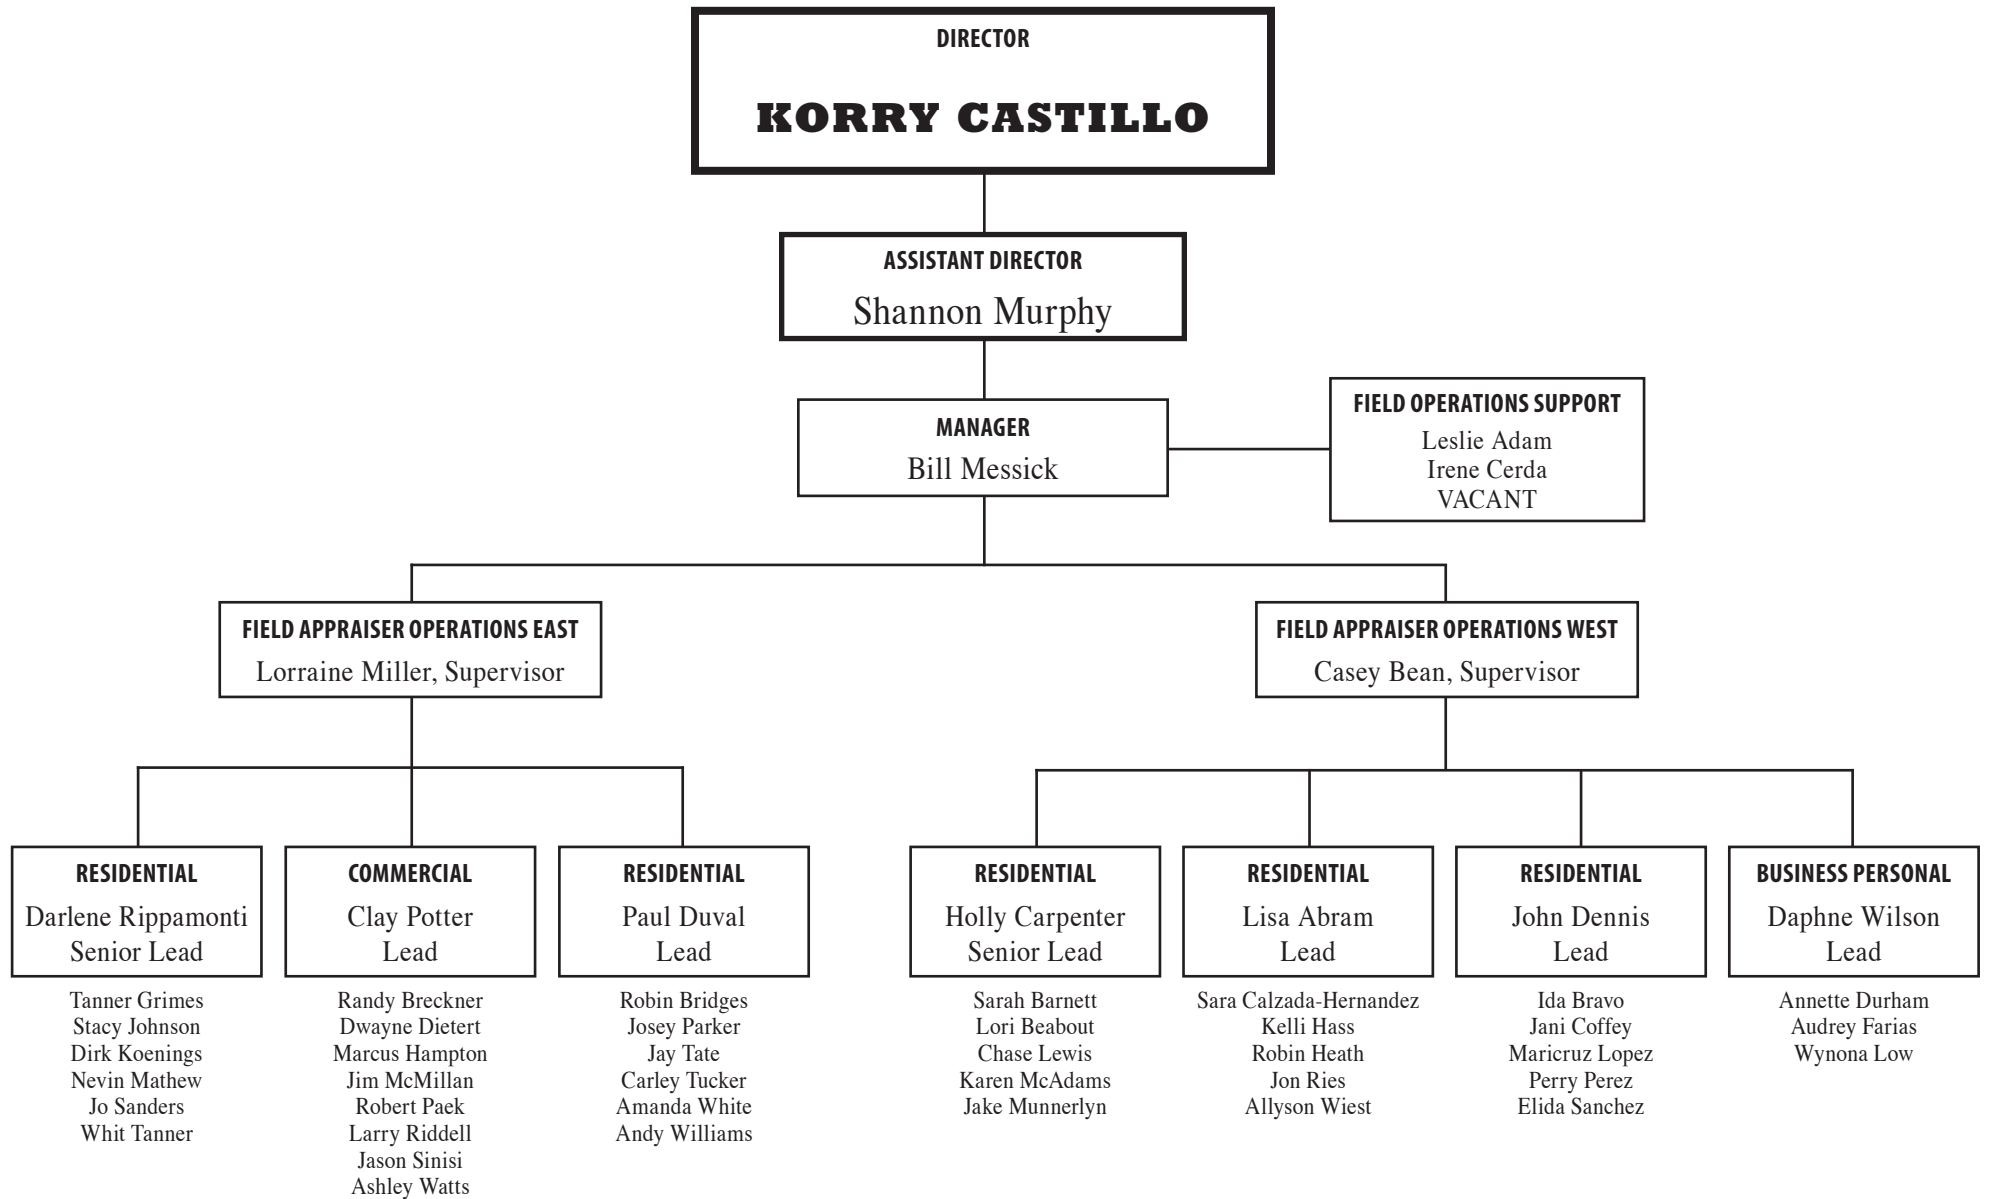 DIRECTOR
KORRY CASTILLO
ASSISTANT DIRECTOR
Shannon Murphy
MANAGER
Bill Messick
FIELD OPERATIONS SUPPORT
Leslie Adam
Irene Cerda
VACANT
FIELD APPRAISER OPERATIONS EAST
Lorraine Miller, Supervisor
FIELD APPRAISER OPERATIONS WEST
Casey Bean, Supervisor
RESIDENTIAL
Darlene Rippamonti
Senior Lead
Tanner Grimes
Stacy Johnson
Dirk Koenings
Nevin Mathew
Jo Sanders
Whit Tanner
COMMERCIAL
Clay Potter
Lead
Randy Breckner
Dwayne Dietert
Marcus Hampton
Jim McMillan
Robert Paek
Larry Riddell
Jason Sinisi
Ashley Watts
RESIDENTIAL
Paul Duval
Lead
Robin Bridges
Josey Parker
Jay Tate
Carley Tucker
Amanda White
Andy Williams
RESIDENTIAL
Holly Carpenter
Senior Lead
Sarah Barnett
Lori Beabout
Chase Lewis
Karen McAdams
Jake Munnerlyn
RESIDENTIAL
Lisa Abram
Lead
Sara Calzada-Hernandez
Kelli Hass
Robin Heath
Jon Ries
Allyson Wiest
RESIDENTIAL
John Dennis
Lead
Ida Bravo
Jani Coffey
Maricruz Lopez
Perry Perez
Elida Sanchez
BUSINESS PERSONAL
Daphne Wilson
Lead
Annette Durham
Audrey Farias
Wynona Low